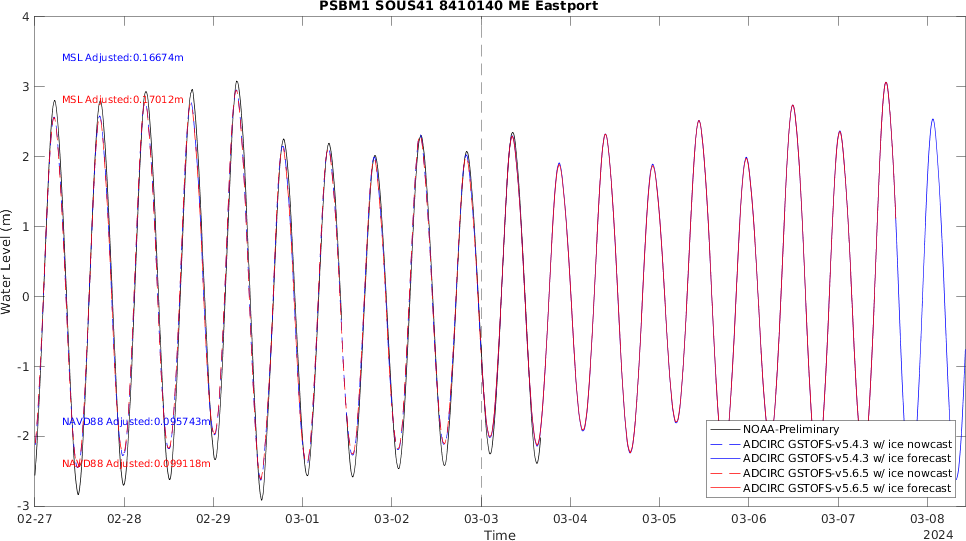 PSBM1 SOUS41 8410140 ME Eastport
4
MSL Adjusted:0.16674m
3
MSL Adjusted:0.17012m
2
1
0
Water Level (m)
-1
NAVD88 Adjusted:0.095743m
-2
NAVD88 Adjusted:0.099118m
-3
NOAA-Preliminary
ADCIRC GSTOFS-v5.4.3 w/ ice nowcast
ADCIRC GSTOFS-v5.4.3 w/ ice forecast
ADCIRC GSTOFS-v5.6.5 w/ ice nowcast
ADCIRC GSTOFS-v5.6.5 w/ ice forecast
02-27 02-28 02-29 03-01 03-02 03-03 03-04 03-05 03-06 03-07 03-08
Time
2024